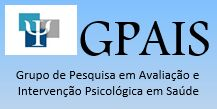 GPAIS
Grupo de Pesquisa em Avaliação e
Intervenção Psicológica em Saúde